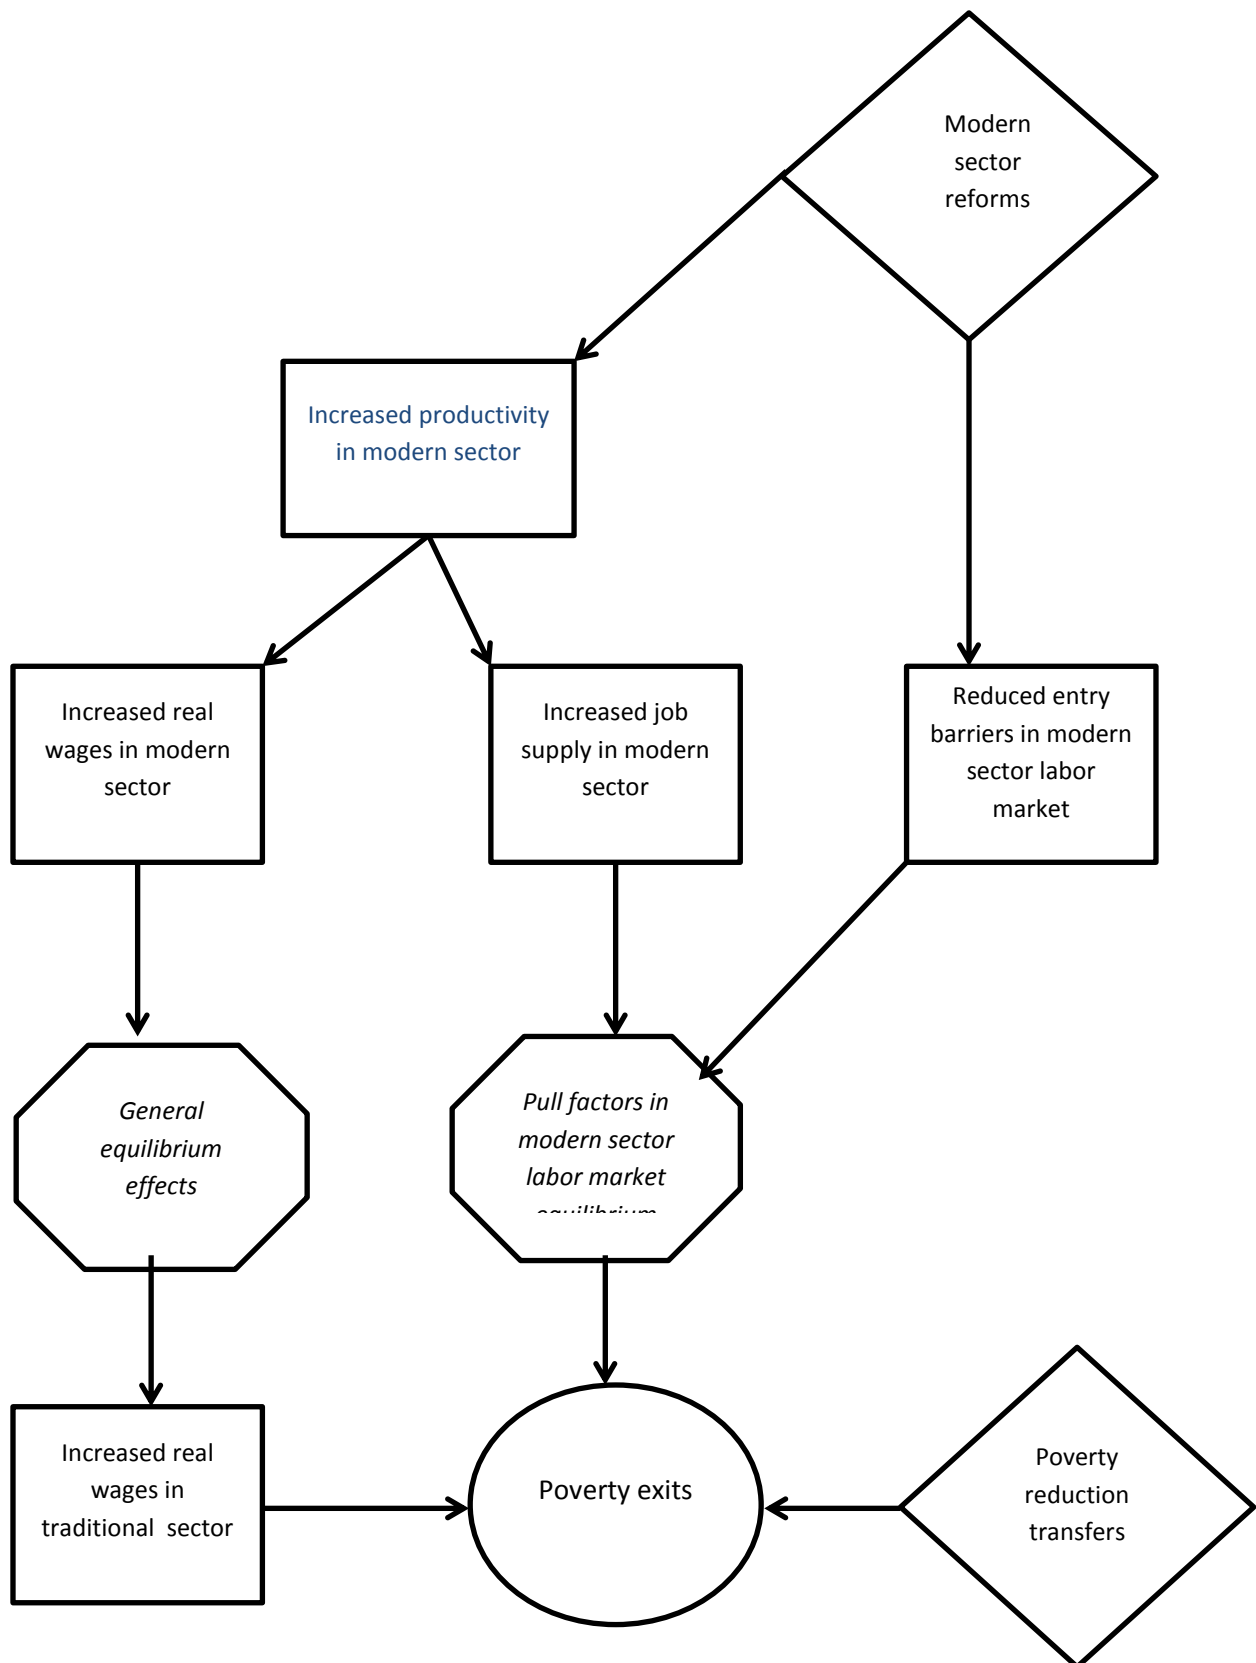 Modern
sector
reforms
Increased productivity
in modern sector
Increased real
wages in modern
sector
Increased job
supply in modern
sector
Reduced entry
barriers in modern
sector labor
market
General
equilibrium
effects
Pull factors in
modern sector
labor market
equilibrium
Increased real
wages in
traditional sector
Poverty exits
Poverty
reduction
transfers